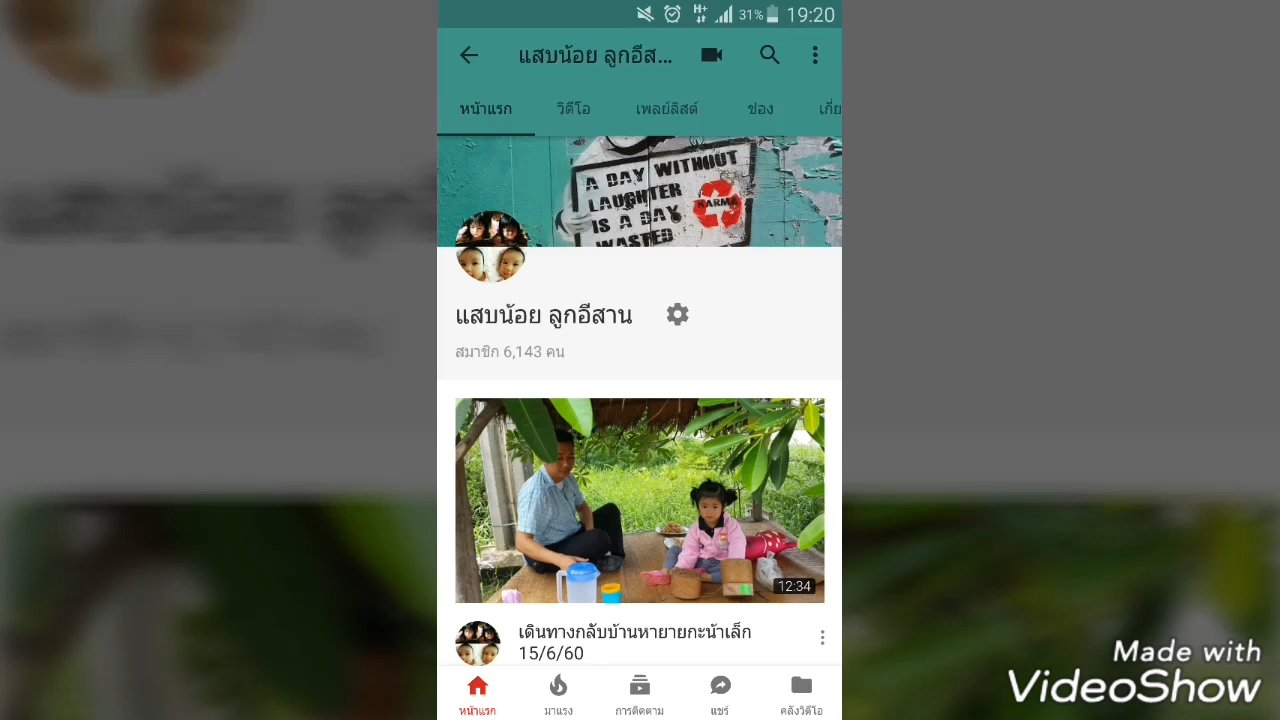 31% 19:20
แสบน้อย ลูกอีส...
หน้าแรก วิดีโอ เพลย์ลิสต์ ช่อง เกี่ย
A DAY WITHOUT
LAUGHTER
IS A DAY
WASTED
KARMA
แสบน้อย ลูกอีสาน
สมาชิก 6,143 คน
12:34
เดินทางกลับบ้านหายายกะน้าเล็ก
15/6/60
หน้าแรก มาแรง การติดตาม แชร์ คลังวิดีโอ
Made with
VideoShow